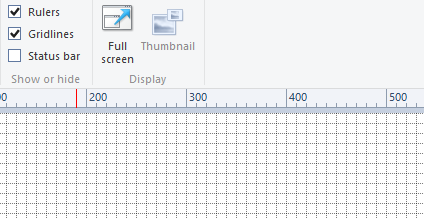 Rulers
Gridlines
Status bar
Show or hide
Full
screen
Thumbnail
Display
00 200 300 400 500